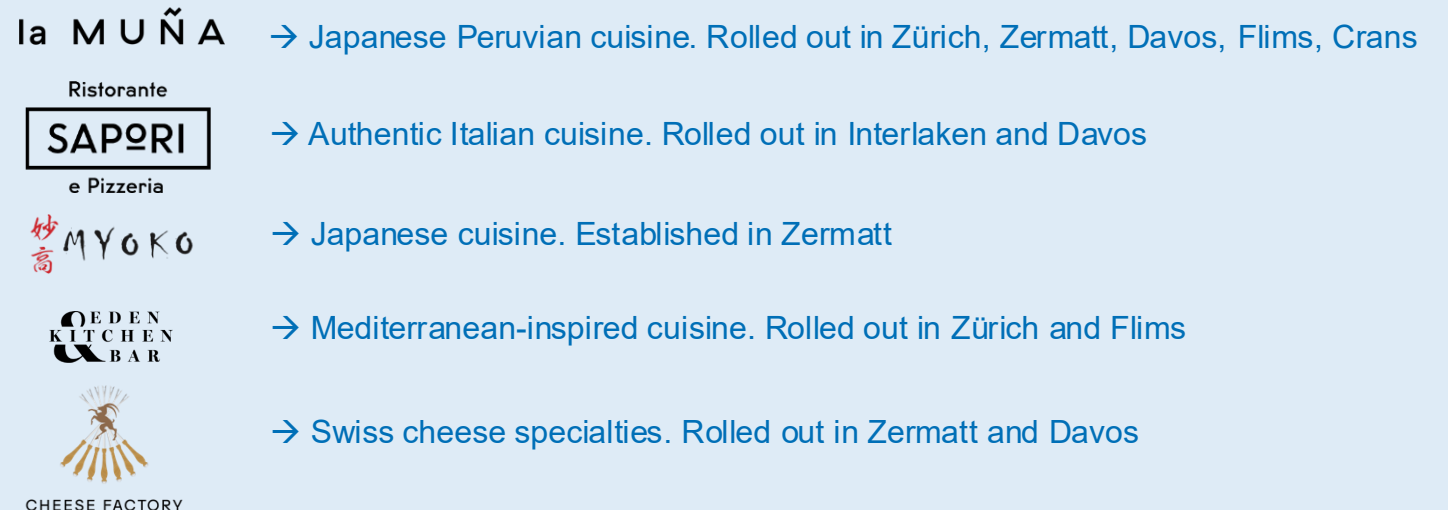 la MUÑA
→ Japanese Peruvian cuisine. Rolled out in Zürich, Zermatt, Davos, Flims, Crans
Ristorante
SAPORI
e Pizzeria
→ Authentic Italian cuisine. Rolled out in Interlaken and Davos
妙高 MYOKO
→ Japanese cuisine. Established in Zermatt
EDEN
KITCHEN
& BAR
→ Mediterranean-inspired cuisine. Rolled out in Zürich and Flims
CHEESE FACTORY
→ Swiss cheese specialties. Rolled out in Zermatt and Davos